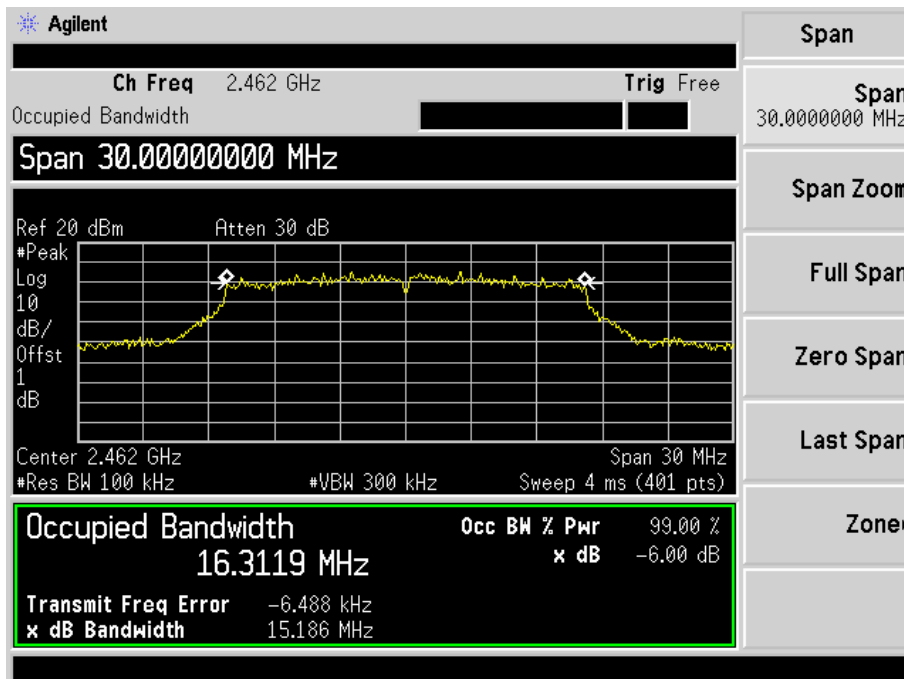 Agilent
Span
Ch Freq 2.462 GHz Trig Free
Occupied Bandwidth
Span
30.0000000 MHz
Span 30.00000000 MHz
Span Zoom
Ref 20 dBm Atten 30 dB
#Peak
Log
10
dB/
Offst
1
dB
Full Span
Zero Span
Last Span
Center 2.462 GHz Span 30 MHz
#Res BW 100 kHz #VBW 300 kHz Sweep 4 ms (401 pts)
Occupied Bandwidth
16.3119 MHz
Occ BW % Pwr 99.00 %
x dB -6.00 dB
Zone
Transmit Freq Error -6.488 kHz
x dB Bandwidth 15.186 MHz